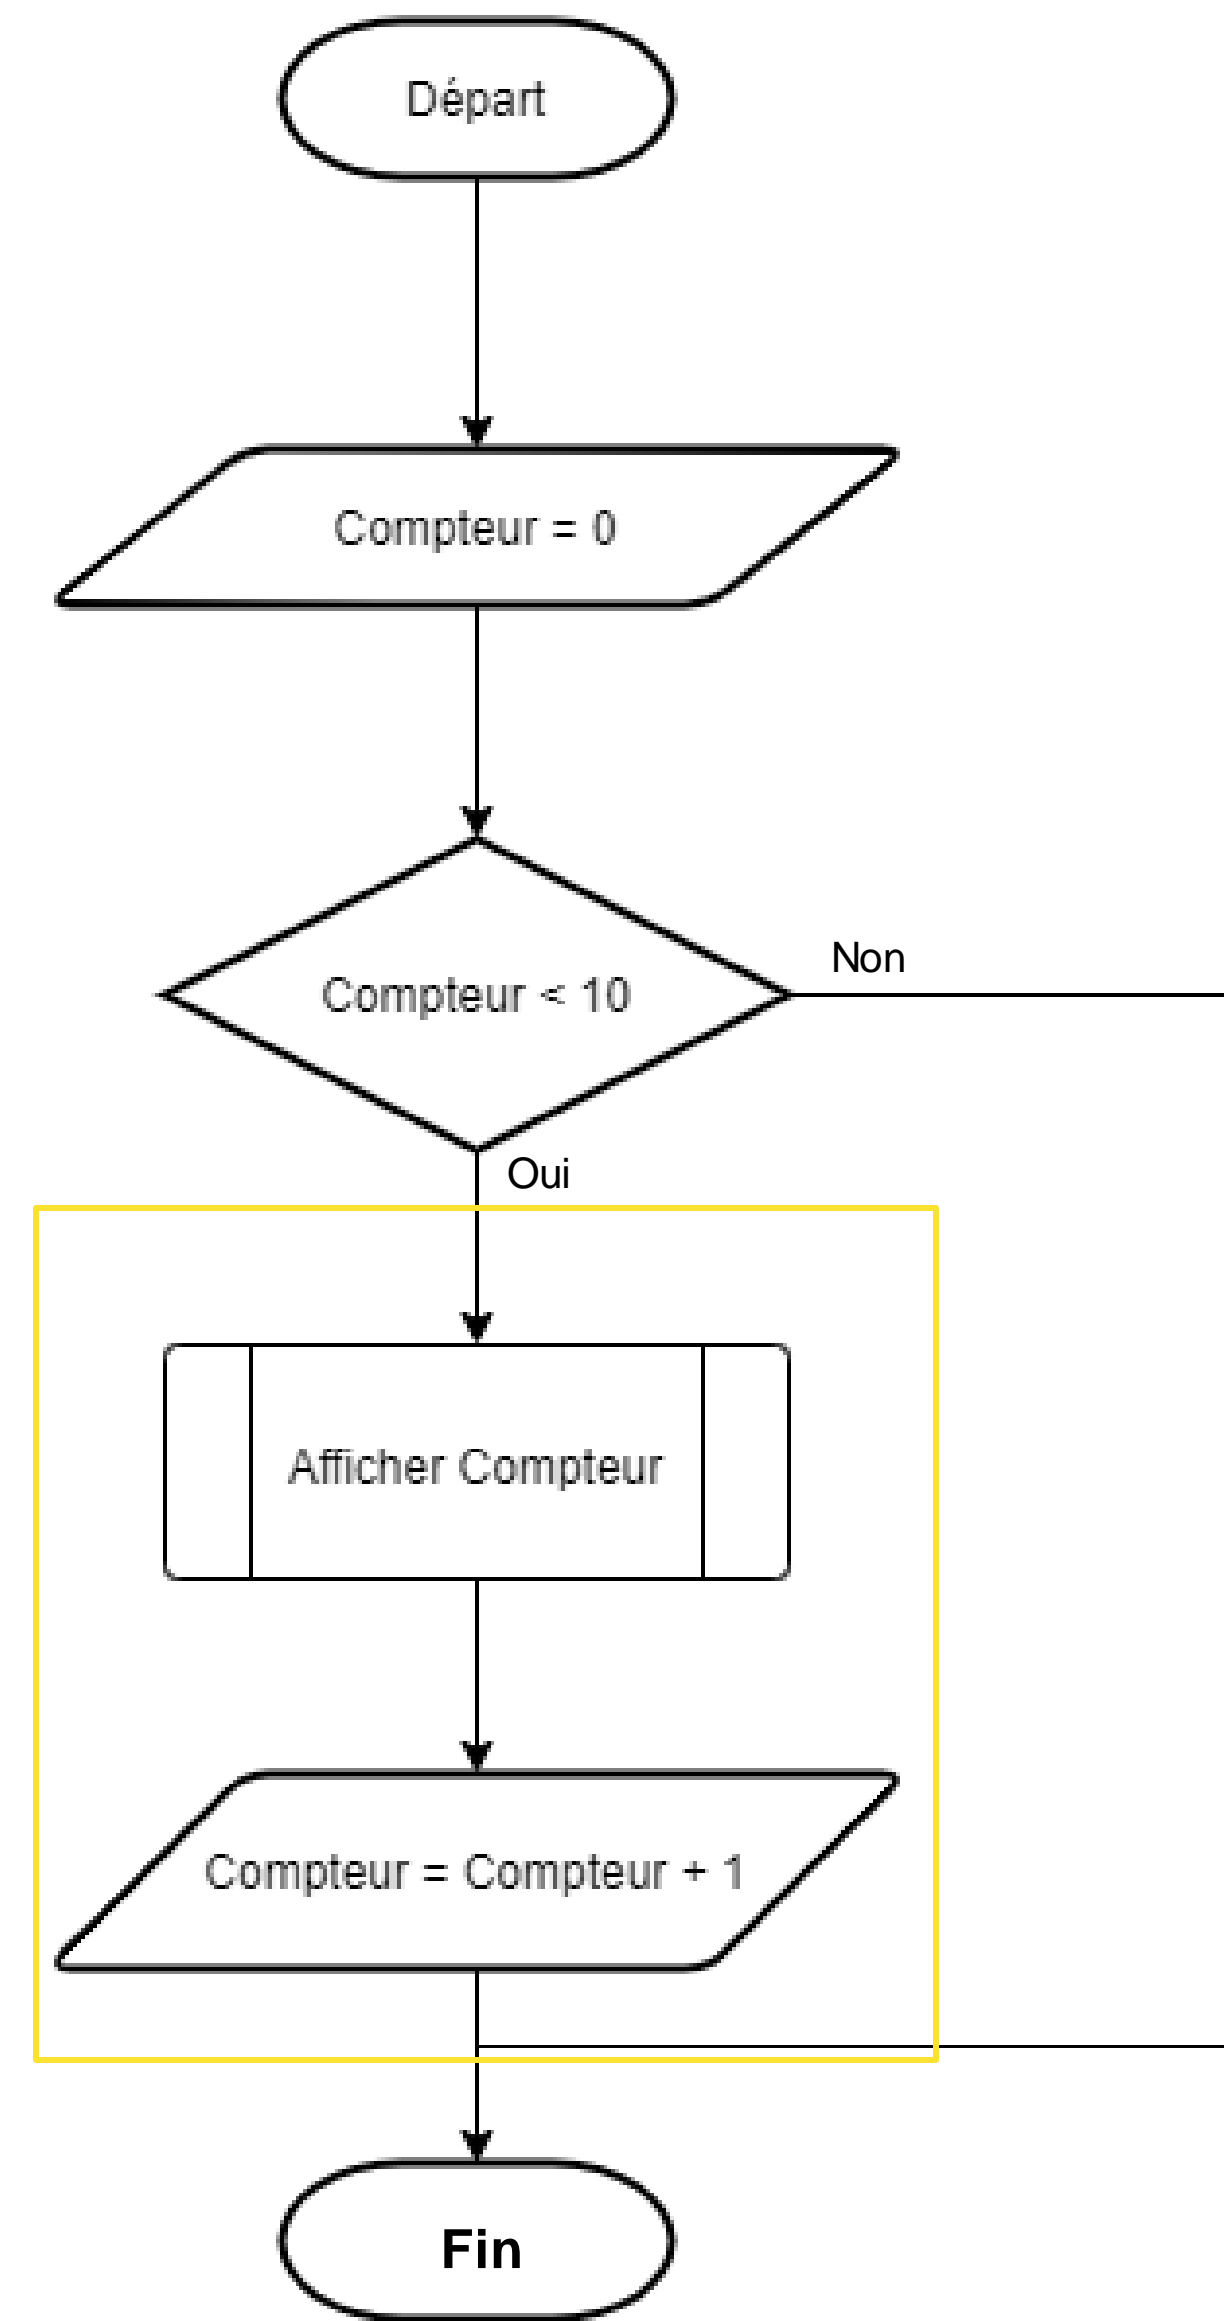 Départ
Compteur = 0
Compteur < 10
Non
Oui
Afficher Compteur
Compteur = Compteur + 1
Fin